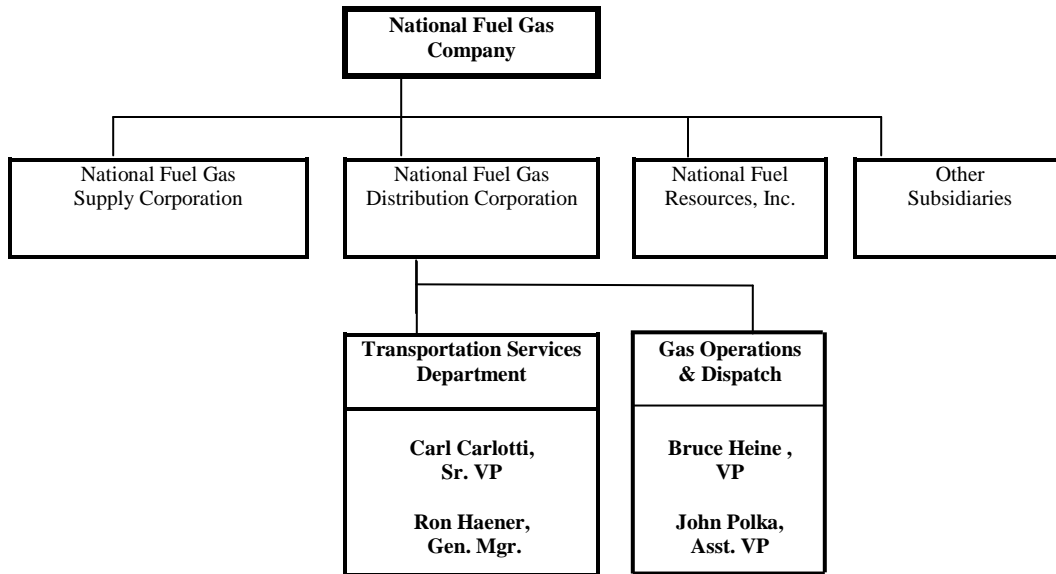 National Fuel Gas
Company
National Fuel Gas
Supply Corporation
National Fuel Gas
Distribution Corporation
National Fuel
Resources, Inc.
Other
Subsidiaries
Transportation Services
Department
Carl Carlotti,
Sr. VP
Ron Haener,
Gen. Mgr.
Gas Operations
& Dispatch
Bruce Heine ,
VP
John Polka,
Asst. VP